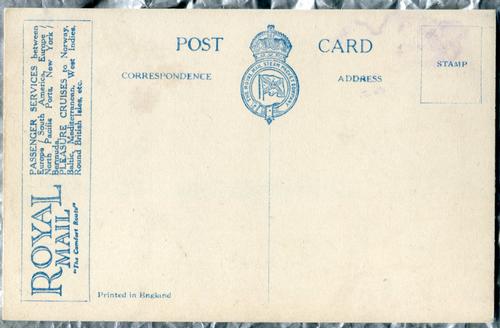 POST CARD
CORRESPONDENCE
ADDRESS
STAMP
ROYAL
MAIL
"The Comfort Route"
PASSENGER SERVICES between
Europe / South America, Europe /
North Pacific Ports, New York /
Bermuda.
PLEASURE CRUISES to Norway,
Baltic, Mediterranean, West Indies,
Round British Isles, etc.
THE ROYAL MAIL STEAM PACKET COMPANY
Printed in England